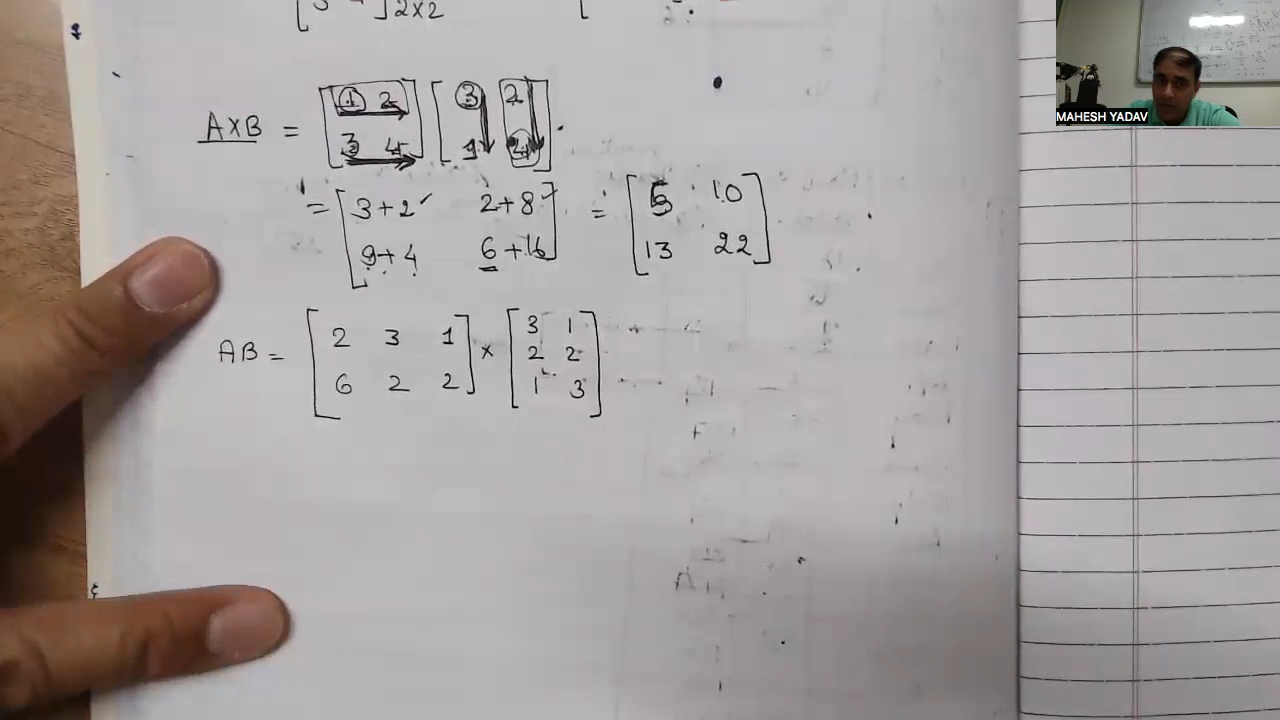 2x2
MAHESH YADAV
AXB = [1 2] [3 2]
[3 4] [1 4]
= [3+2 2+8] = [5 10]
[9+4 6+16] [13 22]
AB = [2 3 1] x [3 1]
[2 2]
[6 2 2] [1 3]